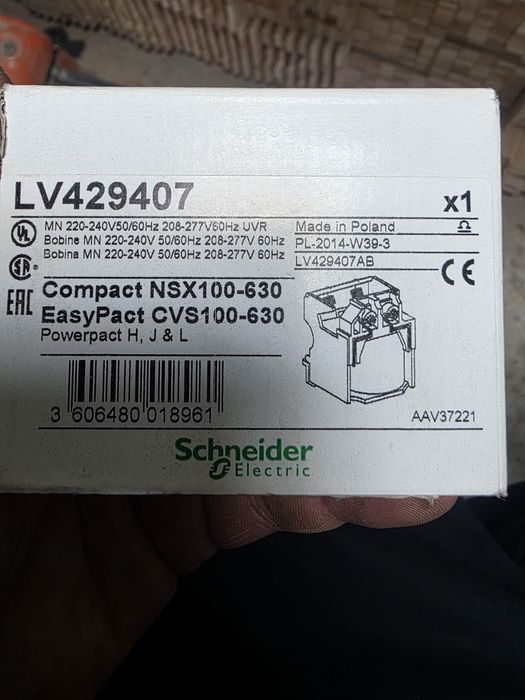 LV429407
x1
MN 220-240V50/60Hz 208-277V60Hz UVR
Bobine MN 220-240V 50/60Hz 208-277V 60Hz
Bobina MN 220-240V 50/60Hz 208-277V 60Hz
Made in Poland
PL-2014-W39-3
LV429407AB
UL
SA
CE
EAC
Compact NSX100-630
EasyPact CVS100-630
Powerpact H, J & L
3 606480 018961
AAV37221
Schneider
Electric